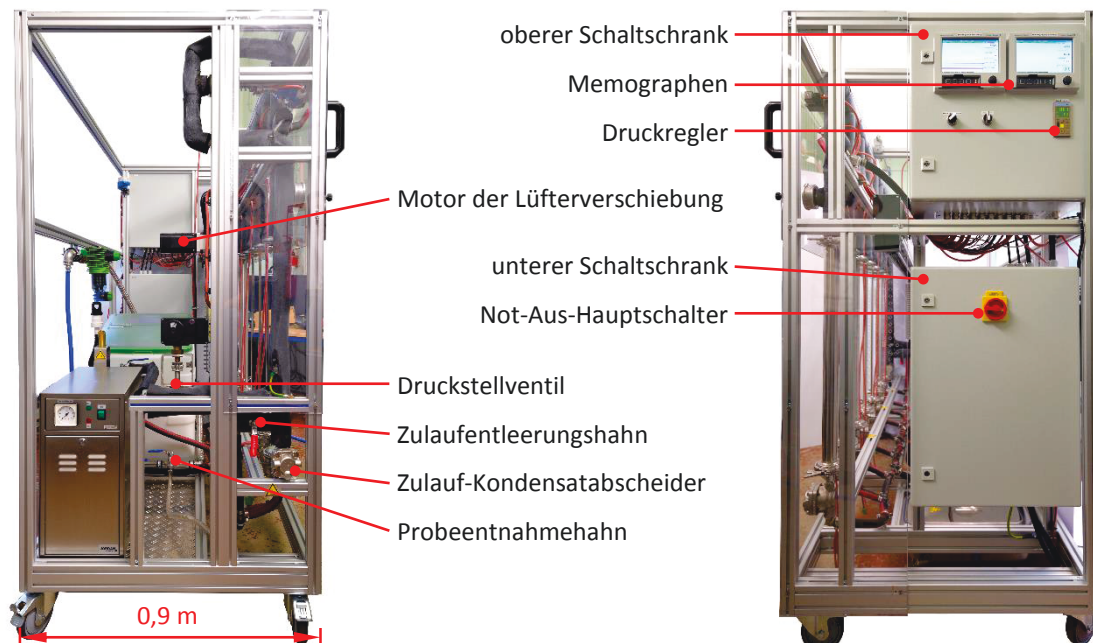 oberer Schaltschrank
Memographen
Druckregler
Motor der Lüfterverschiebung
unterer Schaltschrank
Not-Aus-Hauptschalter
Druckstellventil
Zulaufentleerungshahn
Zulauf-Kondensatabscheider
Probeentnahmehahn
0,9 m